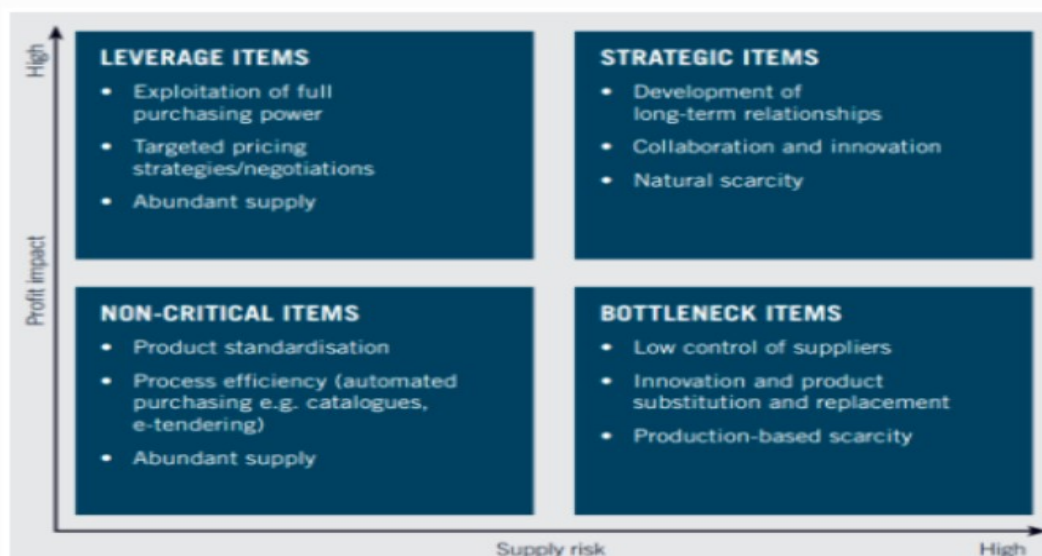 High
Profit impact
LEVERAGE ITEMS
• Exploitation of full
purchasing power
• Targeted pricing
strategies/negotiations
• Abundant supply
STRATEGIC ITEMS
• Development of
long-term relationships
• Collaboration and innovation
• Natural scarcity
NON-CRITICAL ITEMS
• Product standardisation
• Process efficiency (automated
purchasing e.g. catalogues,
e-tendering)
• Abundant supply
BOTTLENECK ITEMS
• Low control of suppliers
• Innovation and product
substitution and replacement
• Production-based scarcity
Supply risk
High